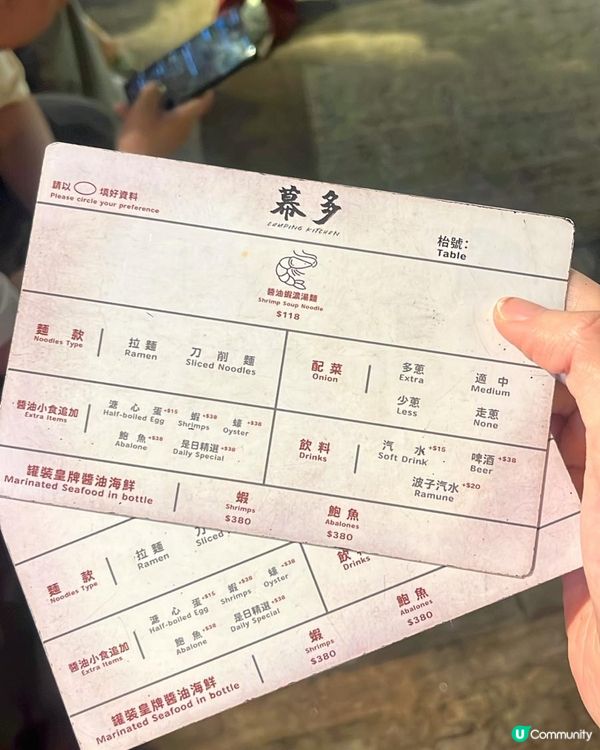 請以 填好資料
Please circle your preference
幕多
CAMPING KITCHEN
枱號:
Table
醬油蝦濃湯麵
Shrimp Soup Noodle
$118
麵款
Noodles Type
拉麵
Ramen
刀削麵
Sliced Noodles
配菜
Onion
多蔥
Extra
適中
Medium
少蔥
Less
走蔥
None
醬油小食追加
Extra Items
溏心蛋+$15
Half-boiled Egg
蝦+$38
Shrimps
蠔+$38
Oyster
鮑魚+$38
Abalone
是日精選+$38
Daily Special
飲料
Drinks
汽水+$15
Soft Drink
啤酒+$38
Beer
波子汽水+$20
Ramune
罐裝皇牌醬油海鮮
Marinated Seafood in bottle
蝦
Shrimps
$380
鮑魚
Abalones
$380
麵款
Noodles Type
拉麵
Ramen
刀
Sliced
飲
Drinks
醬油小食追加
Extra Items
溏心蛋+$15
Half-boiled Egg
蝦+$38
Shrimps
蠔+$38
Oyster
鮑魚+$38
Abalone
是日精選+$38
Daily Special
罐裝皇牌醬油海鮮
Marinated Seafood in bottle
蝦
Shrimps
$380
鮑魚
Abalones
$380
U Community